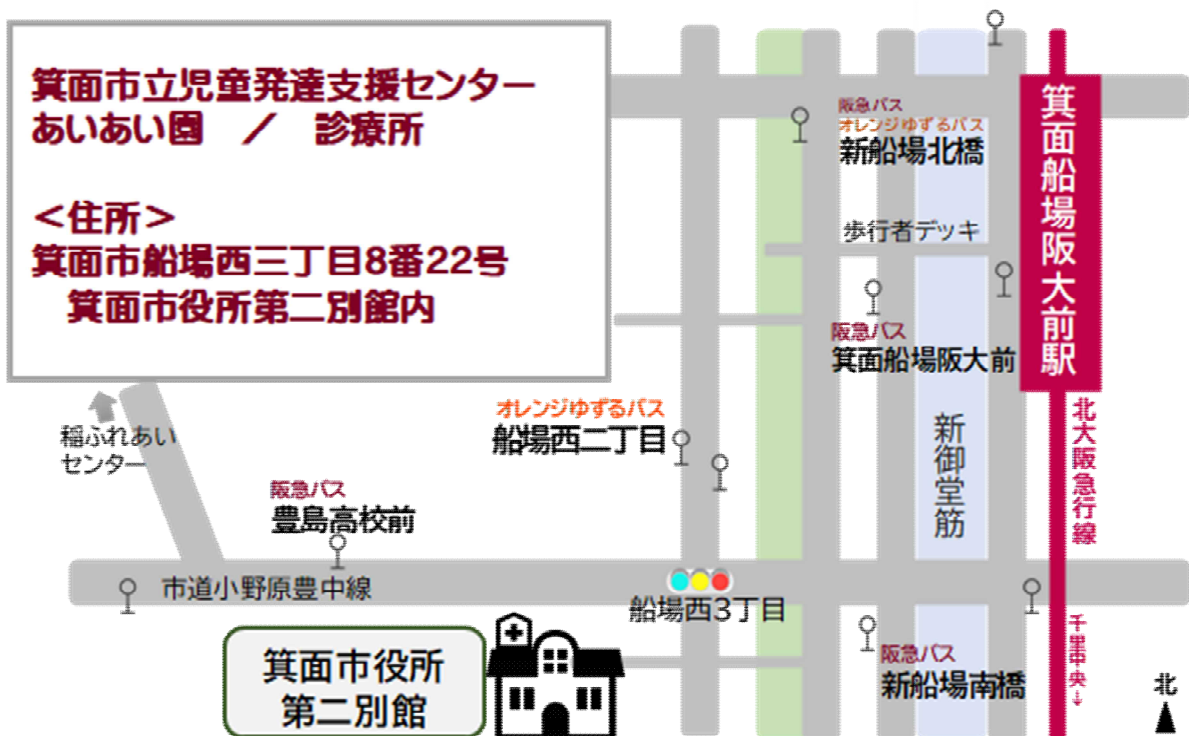 箕面市立児童発達支援センター
あいあい園　／　診療所
＜住所＞
箕面市船場西三丁目8番22号
箕面市役所第二別館内
阪急バス
オレンジゆずるバス
新船場北橋
箕面船場阪大前駅
歩行者デッキ
阪急バス
箕面船場阪大前
オレンジゆずるバス
船場西二丁目
稲ふれあい
センター
新御堂筋
北大阪急行線
阪急バス
豊島高校前
市道小野原豊中線
船場西3丁目
箕面市役所
第二別館
阪急バス
新船場南橋
千里中央↓
北